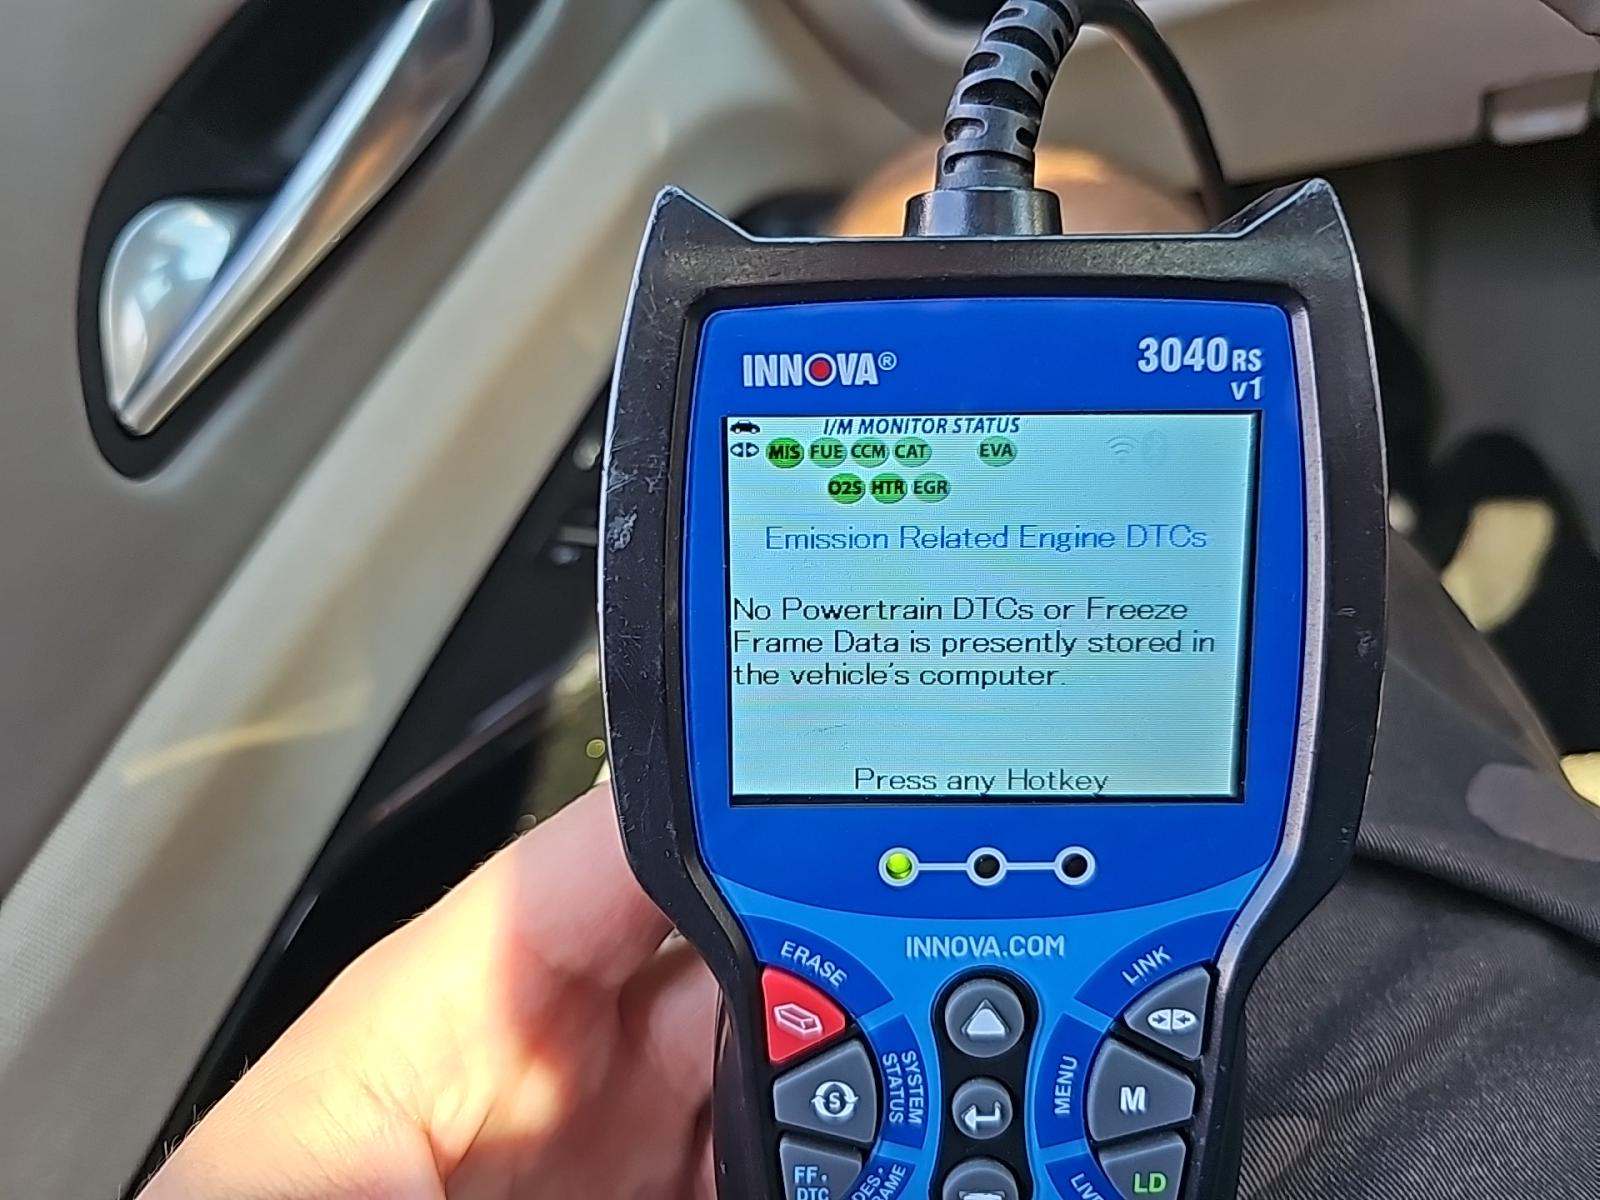 INNOVA®
3040RS
v1
I/M MONITOR STATUS
MIS FUE CCM CAT EVA
O2S HTR EGR
Emission Related Engine DTCs
No Powertrain DTCs or Freeze
Frame Data is presently stored in
the vehicle's computer.
Press any Hotkey
INNOVA.COM
ERASE
LINK
S
SYSTEM
STATUS
MENU
M
FF.
DTC
LD